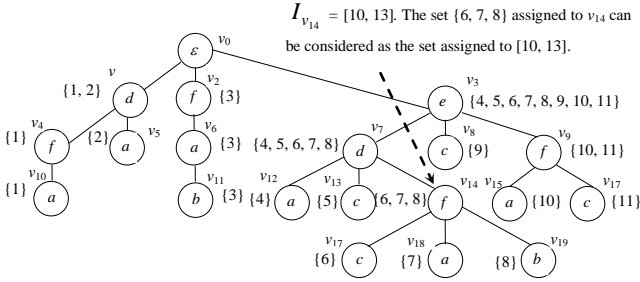 I v14 = [10, 13]. The set {6, 7, 8} assigned to v14 can
be considered as the set assigned to [10, 13].
ε v0
v {1, 2} d
v2 f {3}
v3 e {4, 5, 6, 7, 8, 9, 10, 11}
v4 {1} f
{2} a v5
v6 a {3}
v7 {4, 5, 6, 7, 8} d
v8 c {9}
v9 f {10, 11}
v10 {1} a
v11 b {3}
v12 {4} a
v13 {5} c
v14 {6, 7, 8} f
v15 a {10}
v17 c {11}
v17 {6} c
v18 {7} a
v19 {8} b